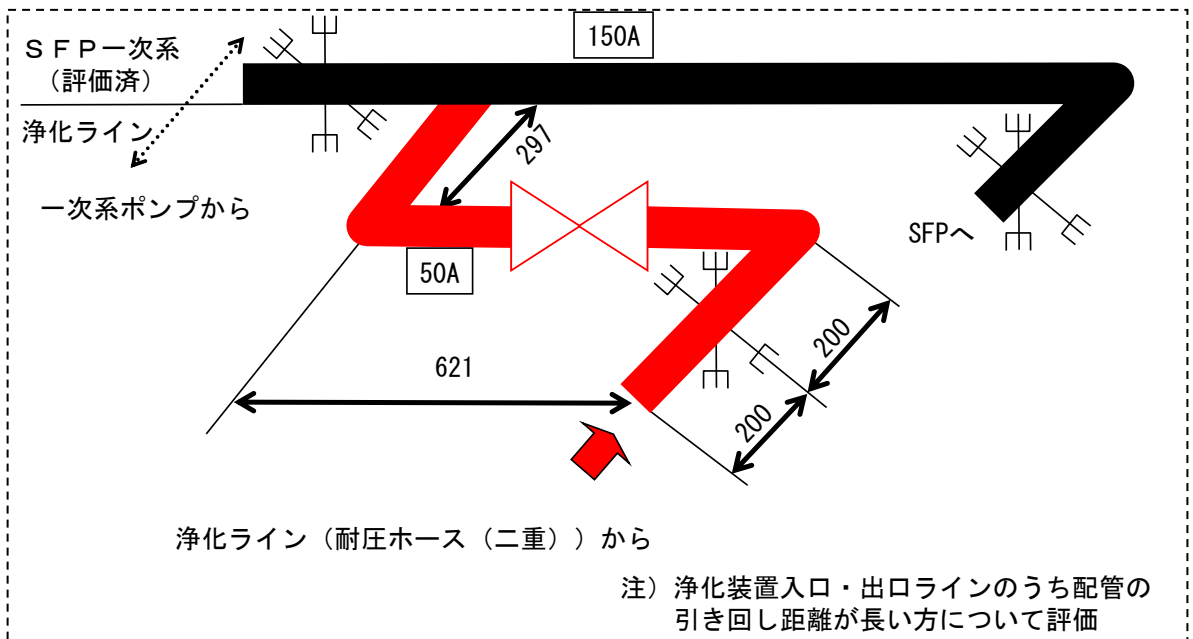 150A
SFP一次系
(評価済)
浄化ライン
297
一次系ポンプから
SFPへ
50A
200
621
200
浄化ライン(耐圧ホース(二重))から
注)浄化装置入口・出口ラインのうち配管の
引き回し距離が長い方について評価